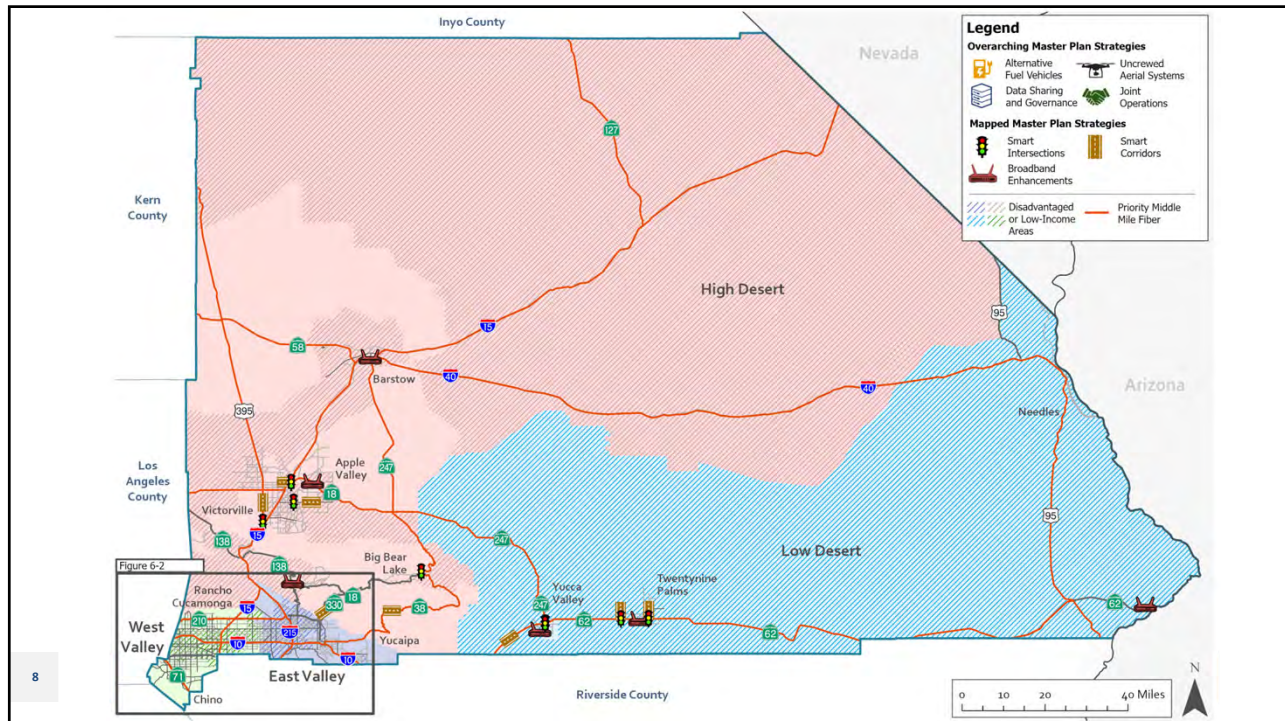 Inyo County
Nevada
Legend
Overarching Master Plan Strategies
Alternative
Fuel Vehicles
Uncrewed
Aerial Systems
Data Sharing
and Governance
Joint
Operations
Mapped Master Plan Strategies
Smart
Intersections
Smart
Corridors
Broadband
Enhancements
Disadvantaged
or Low-Income
Areas
Priority Middle
Mile Fiber
127
Kern
County
High Desert
95
15
58
Barstow
40
40
Arizona
395
Needles
Los
Angeles
County
Apple
Valley
247
18
Victorville
15
95
138
247
Low Desert
138
Big Bear
Lake
Figure 6-2
Rancho
Cucamonga
15
18
330
38
Yucca
Valley
Twentynine
Palms
247
62
62
62
West
Valley
210
215
10
Yucaipa
10
East Valley
71
Chino
Riverside County
N
0 10 20 40 Miles
8